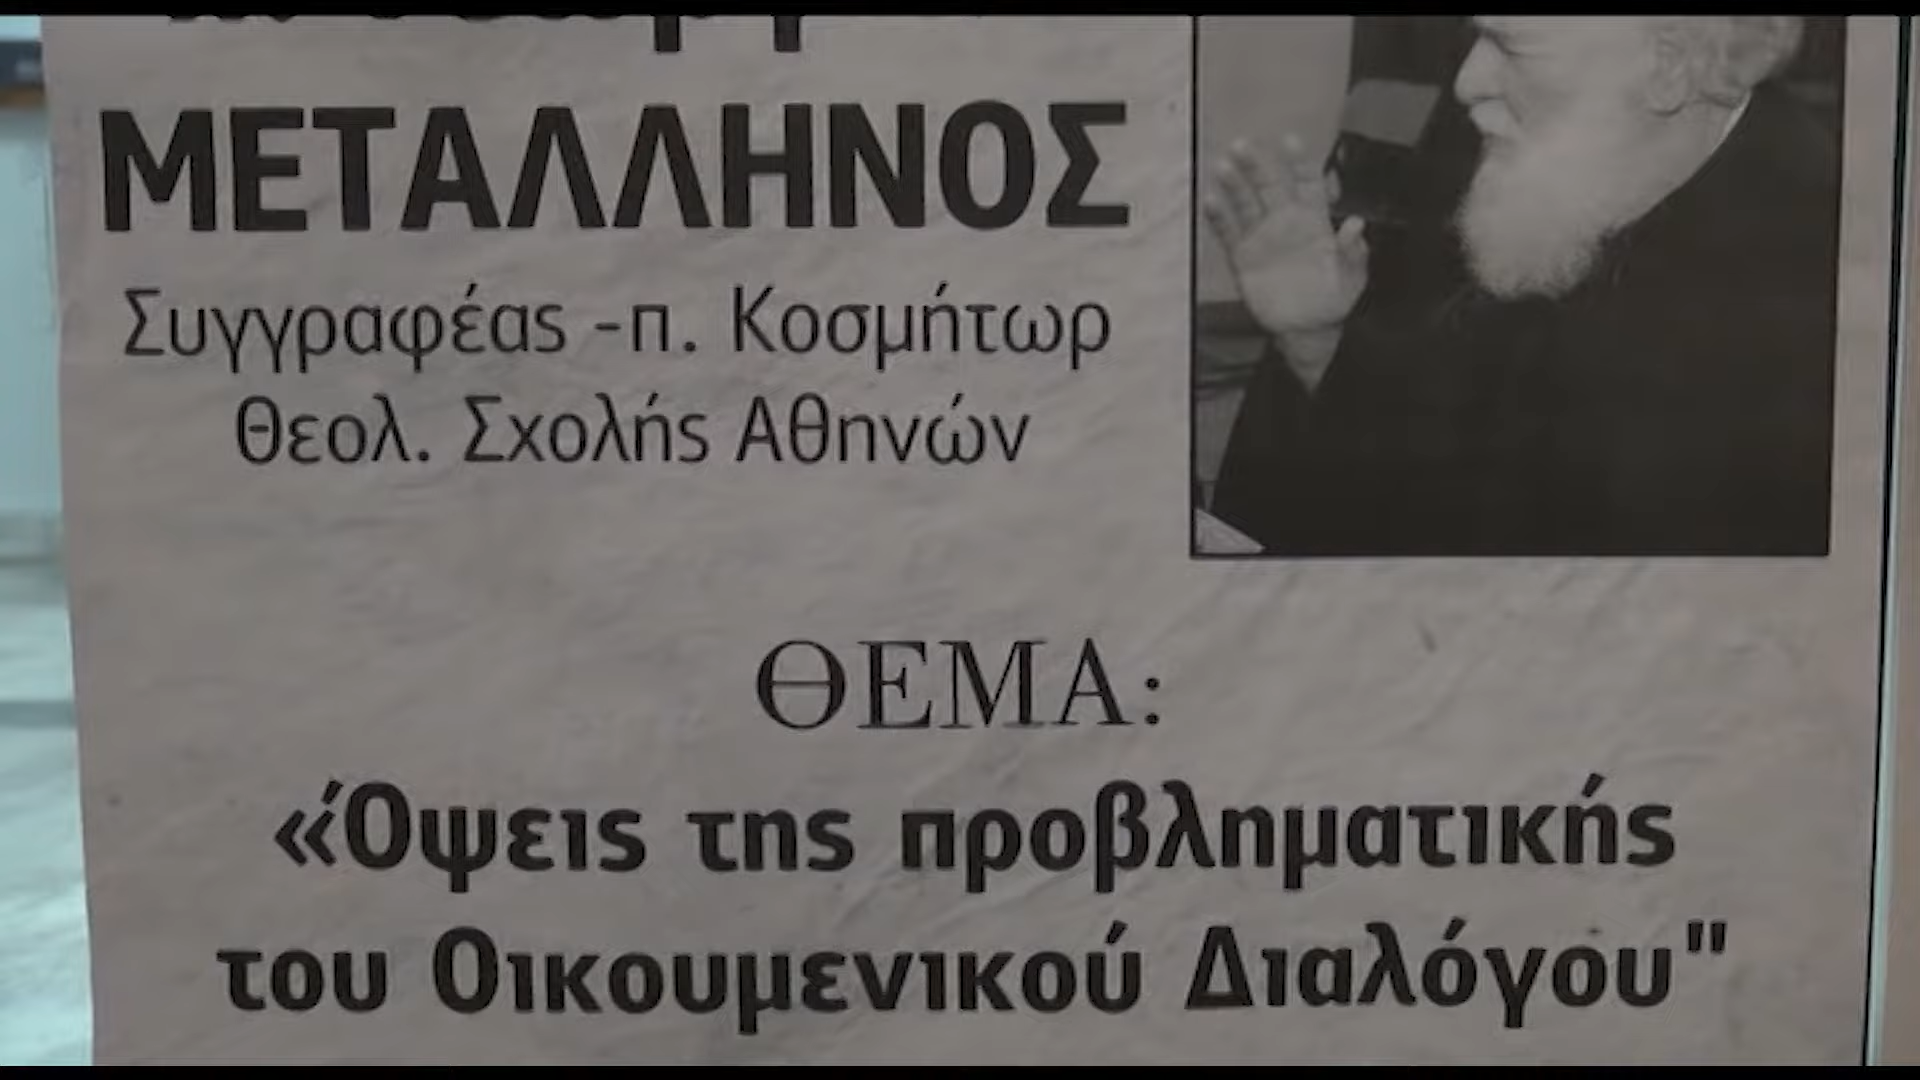 ΜΕΤΑΛΛΗΝΟΣ
Συγγραφέας -π. Κοσμήτωρ
Θεολ. Σχολής Αθηνών
ΘΕΜΑ:
«Όψεις της προβληματικής
του Οικουμενικού Διαλόγου"